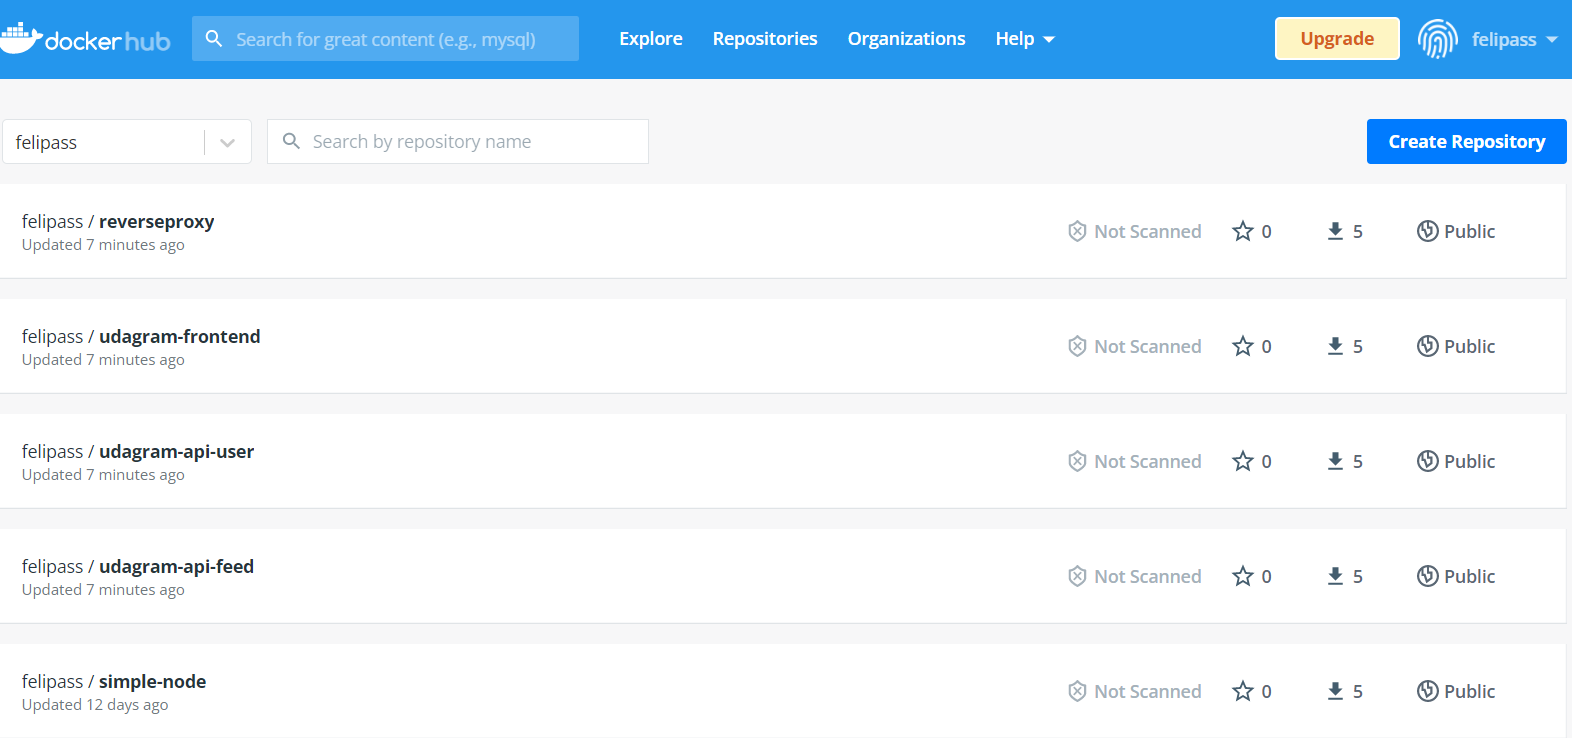 dockerhub Search for great content (e.g., mysql) Explore Repositories Organizations Help Upgrade felipass
felipass Search by repository name Create Repository
felipass / reverseproxy
Updated 7 minutes ago
Not Scanned 0 5 Public
felipass / udagram-frontend
Updated 7 minutes ago
Not Scanned 0 5 Public
felipass / udagram-api-user
Updated 7 minutes ago
Not Scanned 0 5 Public
felipass / udagram-api-feed
Updated 7 minutes ago
Not Scanned 0 5 Public
felipass / simple-node
Updated 12 days ago
Not Scanned 0 5 Public